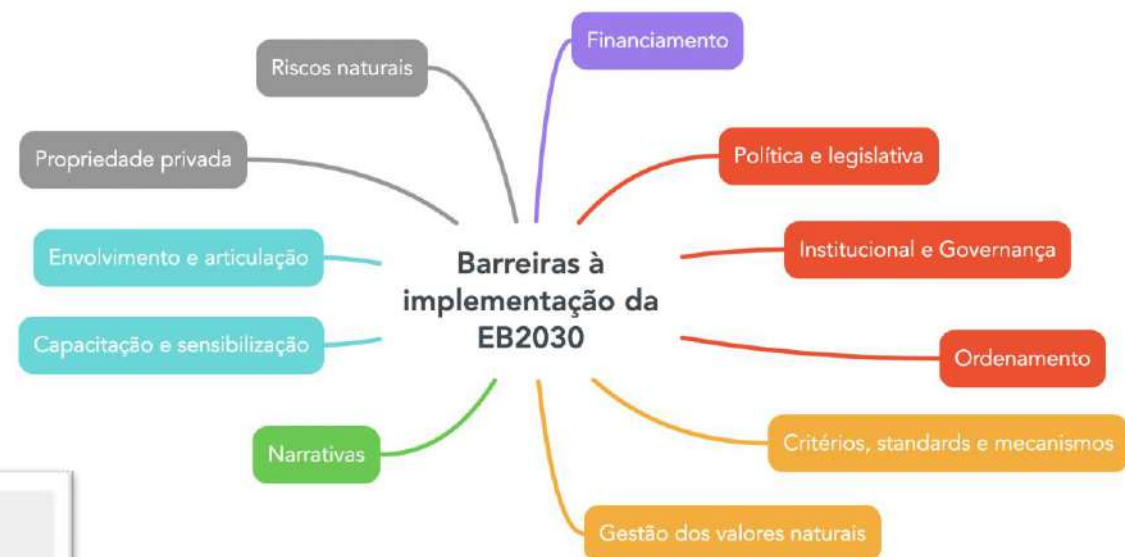 Financiamento
Riscos naturais
Política e legislativa
Propriedade privada
Institucional e Governança
Envolvimento e articulação
Barreiras à
implementação da
EB2030
Capacitação e sensibilização
Ordenamento
Narrativas
Critérios, standards e mecanismos
Gestão dos valores naturais